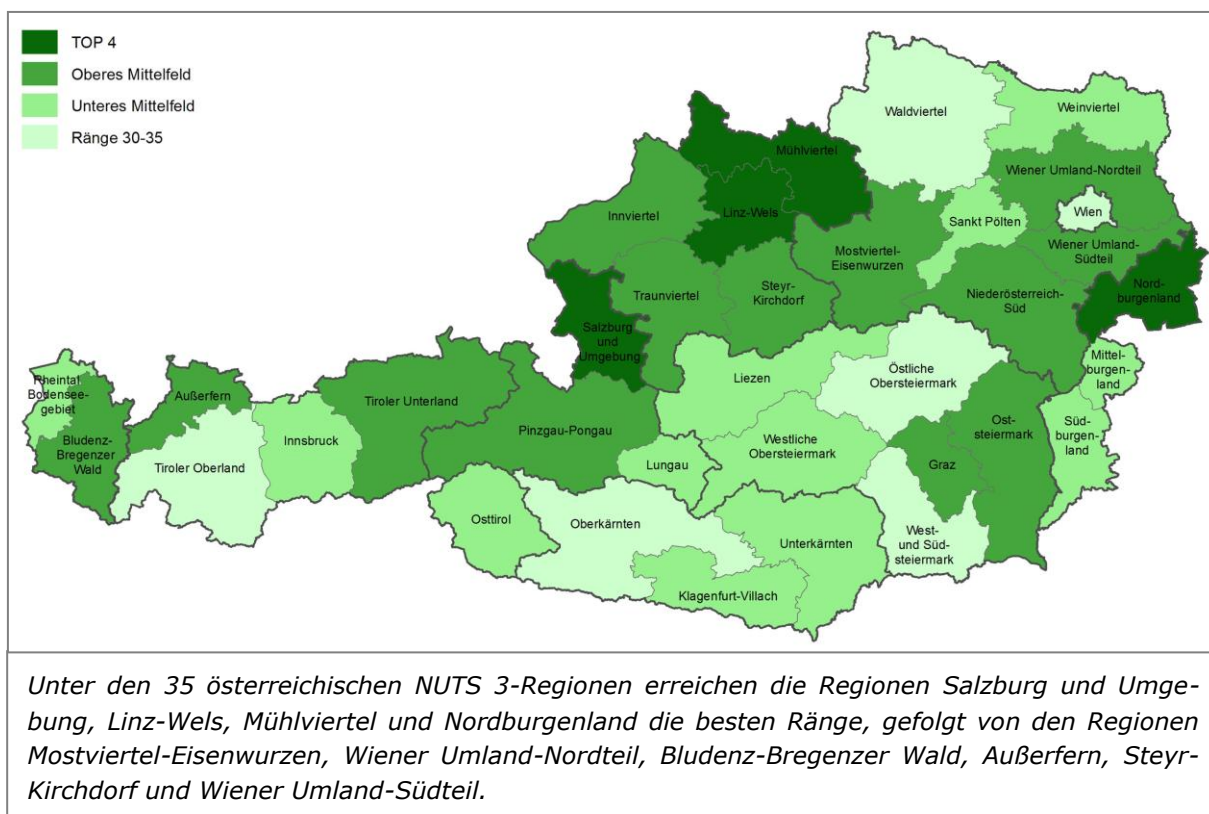 TOP 4
Oberes Mittelfeld
Unteres Mittelfeld
Ränge 30-35
Waldviertel
Weinviertel
Mühlviertel
Wiener Umland-Nordteil
Innviertel
Linz-Wels
Sankt Pölten
Wien
Mostviertel-
Eisenwurzen
Wiener Umland-
Südteil
Traunviertel
Steyr-
Kirchdorf
Niederösterreich-
Süd
Nord-
burgenland
Salzburg
und
Umgebung
Mittel-
burgen-
land
Rheintal
Bodensee-
gebiet
Außerfern
Tiroler Unterland
Liezen
Östliche
Obersteiermark
Bludenz-
Bregenzer
Wald
Innsbruck
Pinzgau-Pongau
Ost-
steiermark
Süd-
burgen-
land
Tiroler Oberland
Lungau
Westliche
Obersteiermark
Graz
Osttirol
Oberkärnten
Unterkärnten
West-
und Süd-
steiermark
Klagenfurt-Villach
Unter den 35 österreichischen NUTS 3-Regionen erreichen die Regionen Salzburg und Umge-
bung, Linz-Wels, Mühlviertel und Nordburgenland die besten Ränge, gefolgt von den Regionen
Mostviertel-Eisenwurzen, Wiener Umland-Nordteil, Bludenz-Bregenzer Wald, Außerfern, Steyr-
Kirchdorf und Wiener Umland-Südteil.